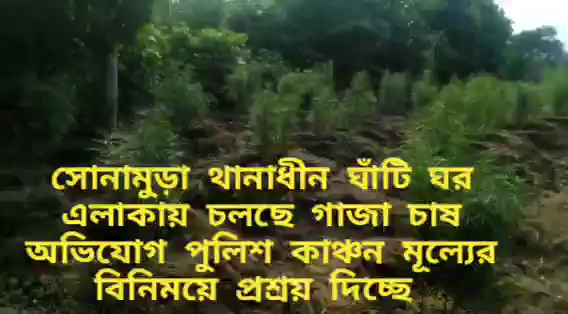 সোনামুড়া থানাধীন ঘাঁটি ঘর
এলাকায় চলছে গাজা চাষ
অভিযোগ পুলিশ কাঞ্চন মূল্যের
বিনিময়ে প্রশ্রয় দিচ্ছে